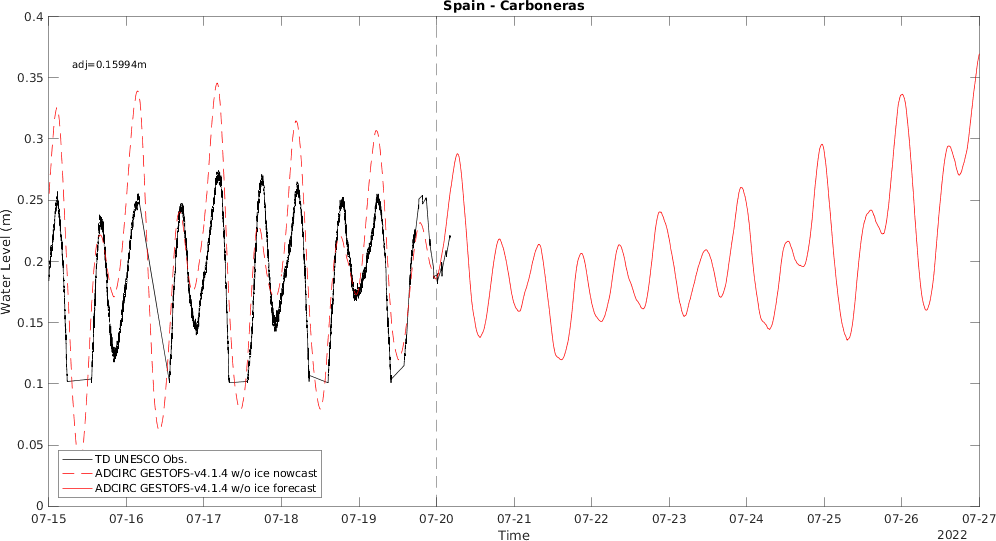 Spain - Carboneras
0.4
0.35
0.3
0.25
0.2
0.15
0.1
0.05
0
Water Level (m)
adj=0.15994m
TD UNESCO Obs.
ADCIRC GESTOFS-v4.1.4 w/o ice nowcast
ADCIRC GESTOFS-v4.1.4 w/o ice forecast
07-15 07-16 07-17 07-18 07-19 07-20 07-21 07-22 07-23 07-24 07-25 07-26 07-27
Time
2022